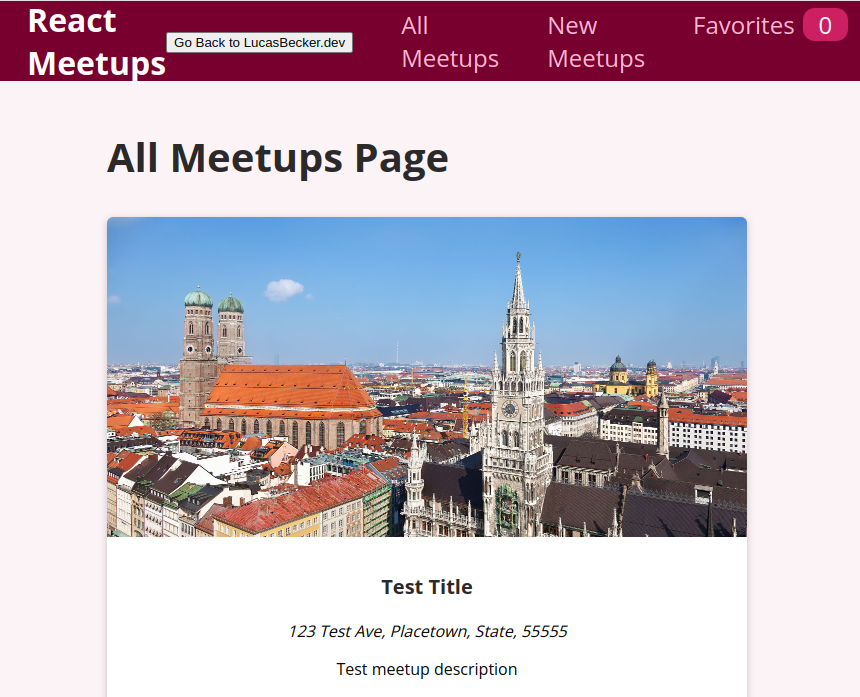 React
Meetups
Go Back to LucasBecker.dev
All
Meetups
New
Meetups
Favorites 0
All Meetups Page
Test Title
123 Test Ave, Placetown, State, 55555
Test meetup description